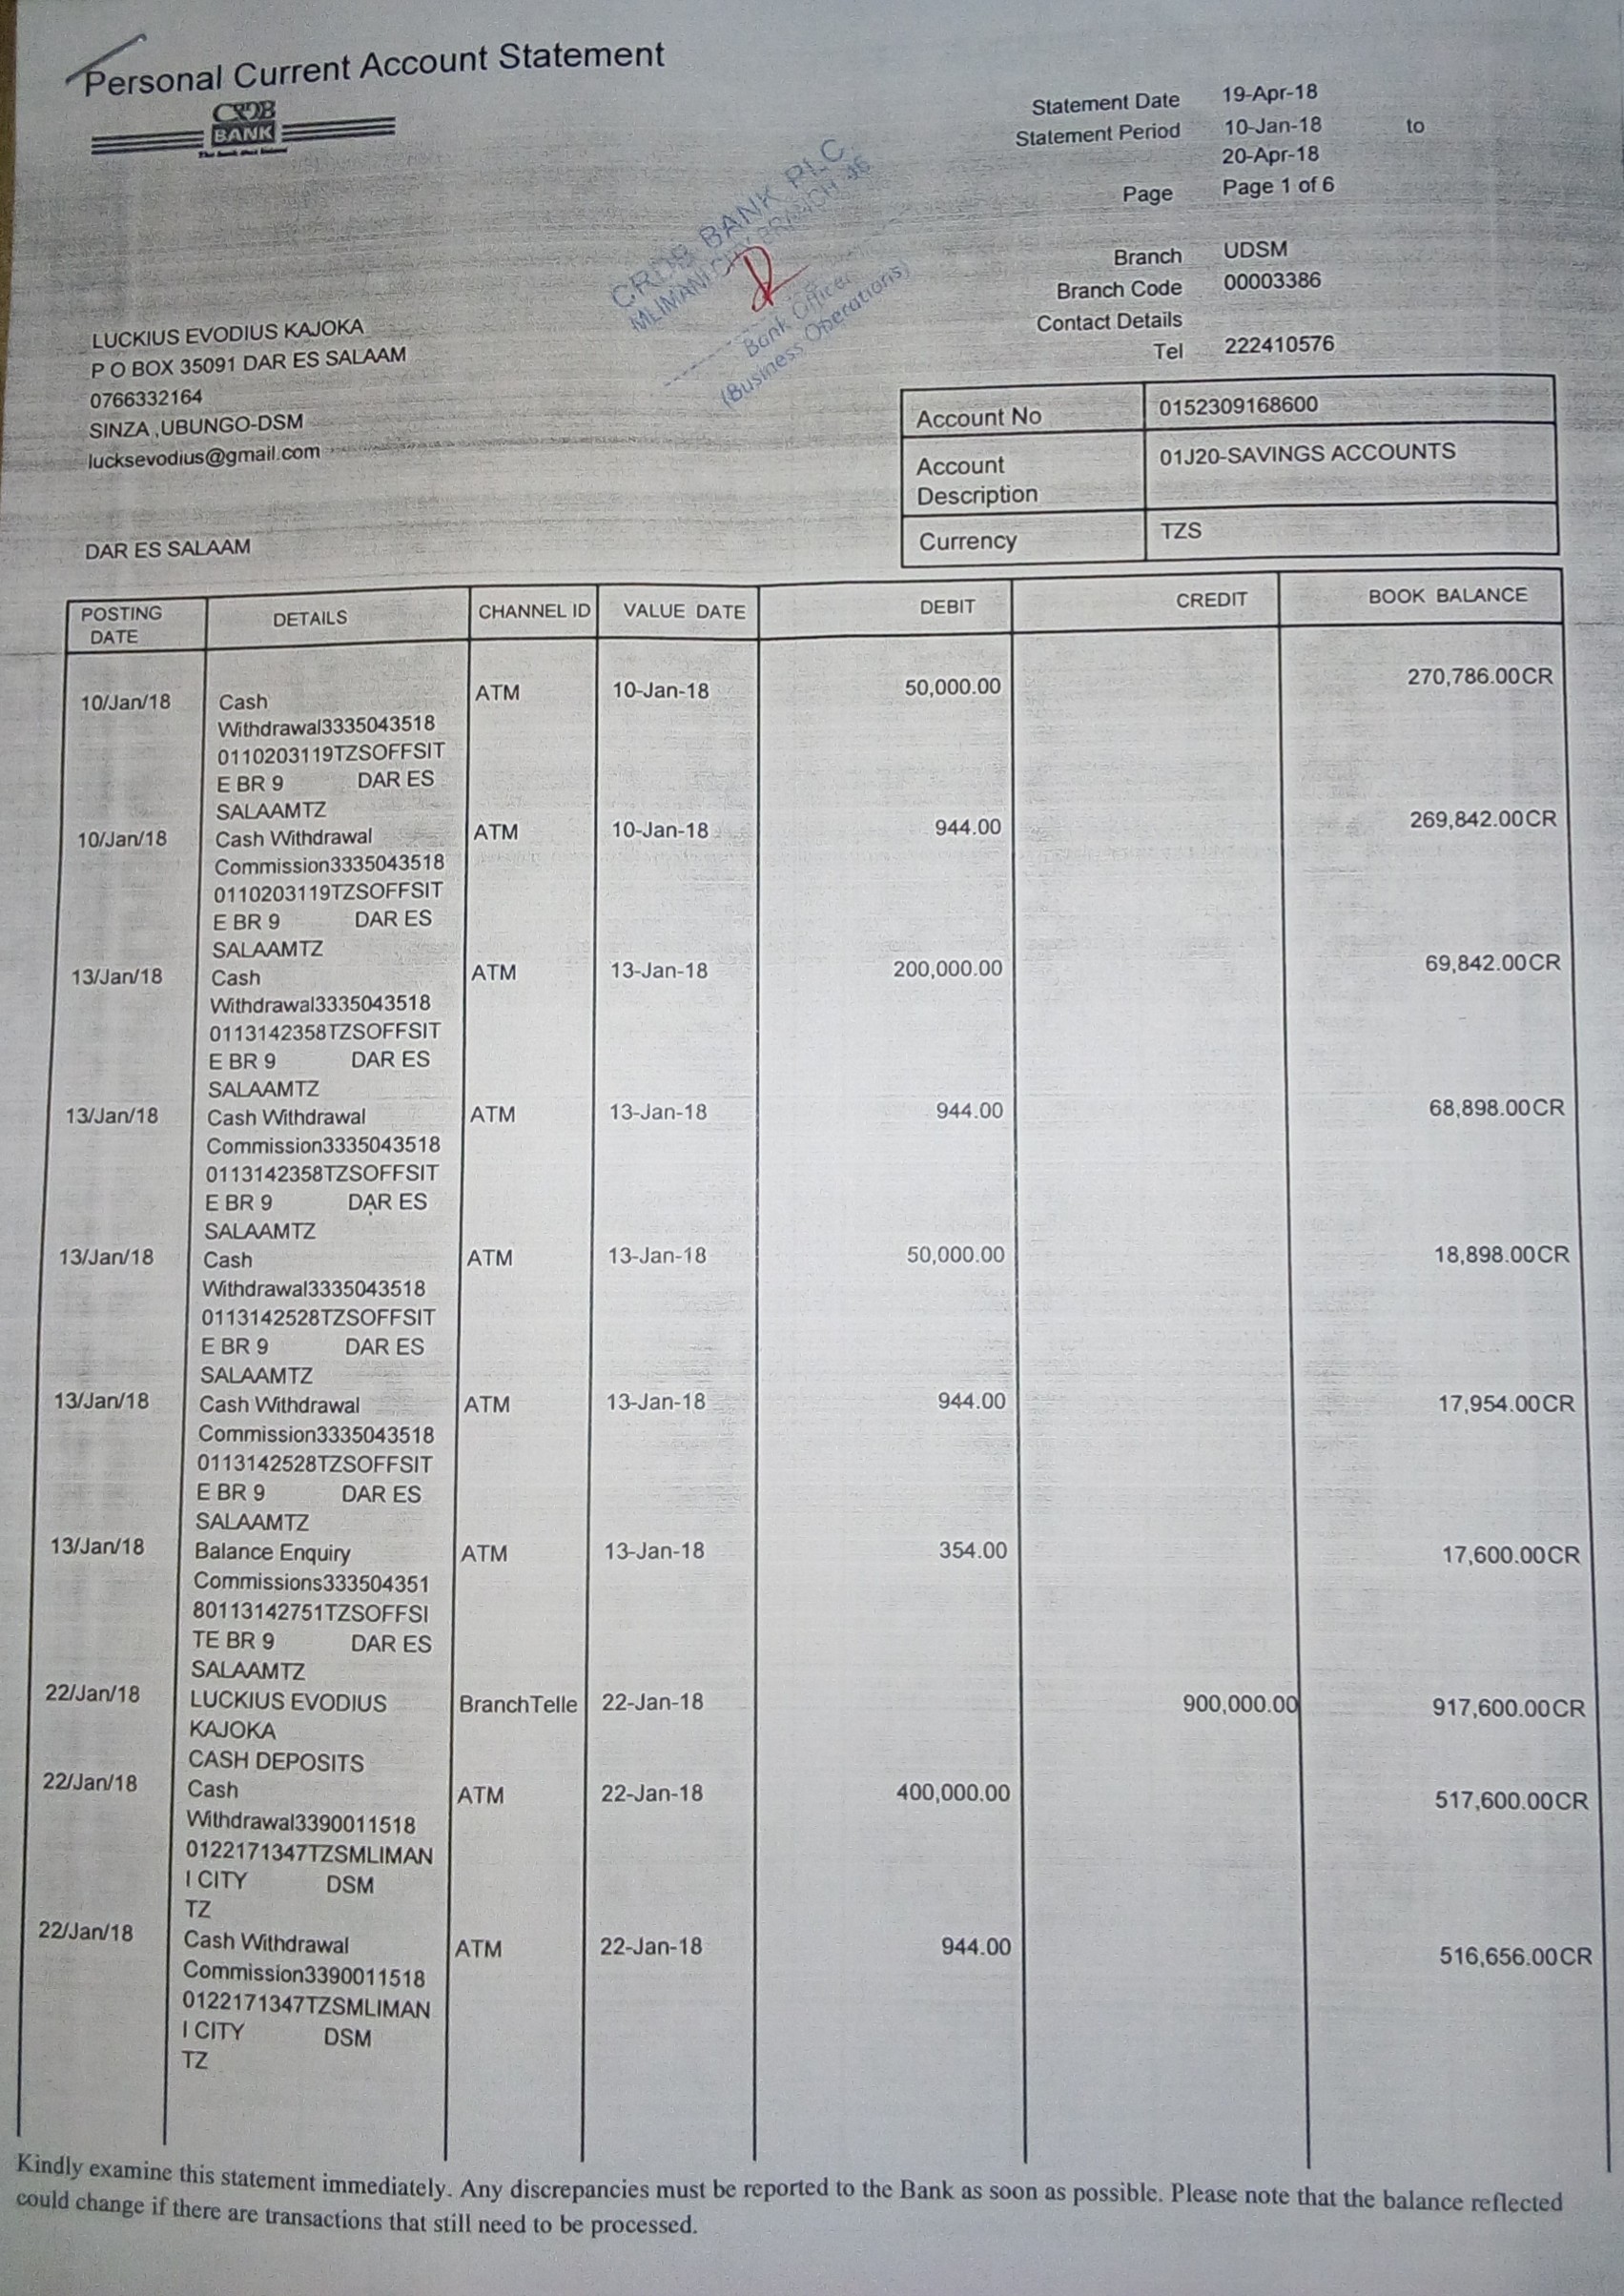 Personal Current Account Statement
CRDB
BANK
The bank that listens
Statement Date 19-Apr-18
Statement Period 10-Jan-18 to
20-Apr-18
Page Page 1 of 6
CRDB BANK PLC
MLIMANI CITY BRANCH
Bank Officer
(Business Operations)
Branch UDSM
Branch Code 00003386
Contact Details
Tel 222410576
LUCKIUS EVODIUS KAJOKA
P O BOX 35091 DAR ES SALAAM
0766332164
SINZA ,UBUNGO-DSM
lucksevodius@gmail.com
DAR ES SALAAM
Account No 0152309168600
Account 01J20-SAVINGS ACCOUNTS
Description
Currency TZS
POSTING DETAILS CHANNEL ID VALUE DATE DEBIT CREDIT BOOK BALANCE
DATE
10/Jan/18 Cash ATM 10-Jan-18 50,000.00 270,786.00CR
Withdrawal3335043518
0110203119TZSOFFSIT
E BR 9 DAR ES
SALAAMTZ
10/Jan/18 Cash Withdrawal ATM 10-Jan-18 944.00 269,842.00CR
Commission3335043518
0110203119TZSOFFSIT
E BR 9 DAR ES
SALAAMTZ
13/Jan/18 Cash ATM 13-Jan-18 200,000.00 69,842.00CR
Withdrawal3335043518
0113142358TZSOFFSIT
E BR 9 DAR ES
SALAAMTZ
13/Jan/18 Cash Withdrawal ATM 13-Jan-18 944.00 68,898.00CR
Commission3335043518
0113142358TZSOFFSIT
E BR 9 DAR ES
SALAAMTZ
13/Jan/18 Cash ATM 13-Jan-18 50,000.00 18,898.00CR
Withdrawal3335043518
0113142528TZSOFFSIT
E BR 9 DAR ES
SALAAMTZ
13/Jan/18 Cash Withdrawal ATM 13-Jan-18 944.00 17,954.00CR
Commission3335043518
0113142528TZSOFFSIT
E BR 9 DAR ES
SALAAMTZ
13/Jan/18 Balance Enquiry ATM 13-Jan-18 354.00 17,600.00CR
Commissions333504351
80113142751TZSOFFSI
TE BR 9 DAR ES
SALAAMTZ
22/Jan/18 LUCKIUS EVODIUS BranchTelle 22-Jan-18 900,000.00 917,600.00CR
KAJOKA
CASH DEPOSITS
22/Jan/18 Cash ATM 22-Jan-18 400,000.00 517,600.00CR
Withdrawal3390011518
0122171347TZSMLIMAN
I CITY DSM
TZ
22/Jan/18 Cash Withdrawal ATM 22-Jan-18 944.00 516,656.00CR
Commission3390011518
0122171347TZSMLIMAN
I CITY DSM
TZ
Kindly examine this statement immediately. Any discrepancies must be reported to the Bank as soon as possible. Please note that the balance reflected
could change if there are transactions that still need to be processed.